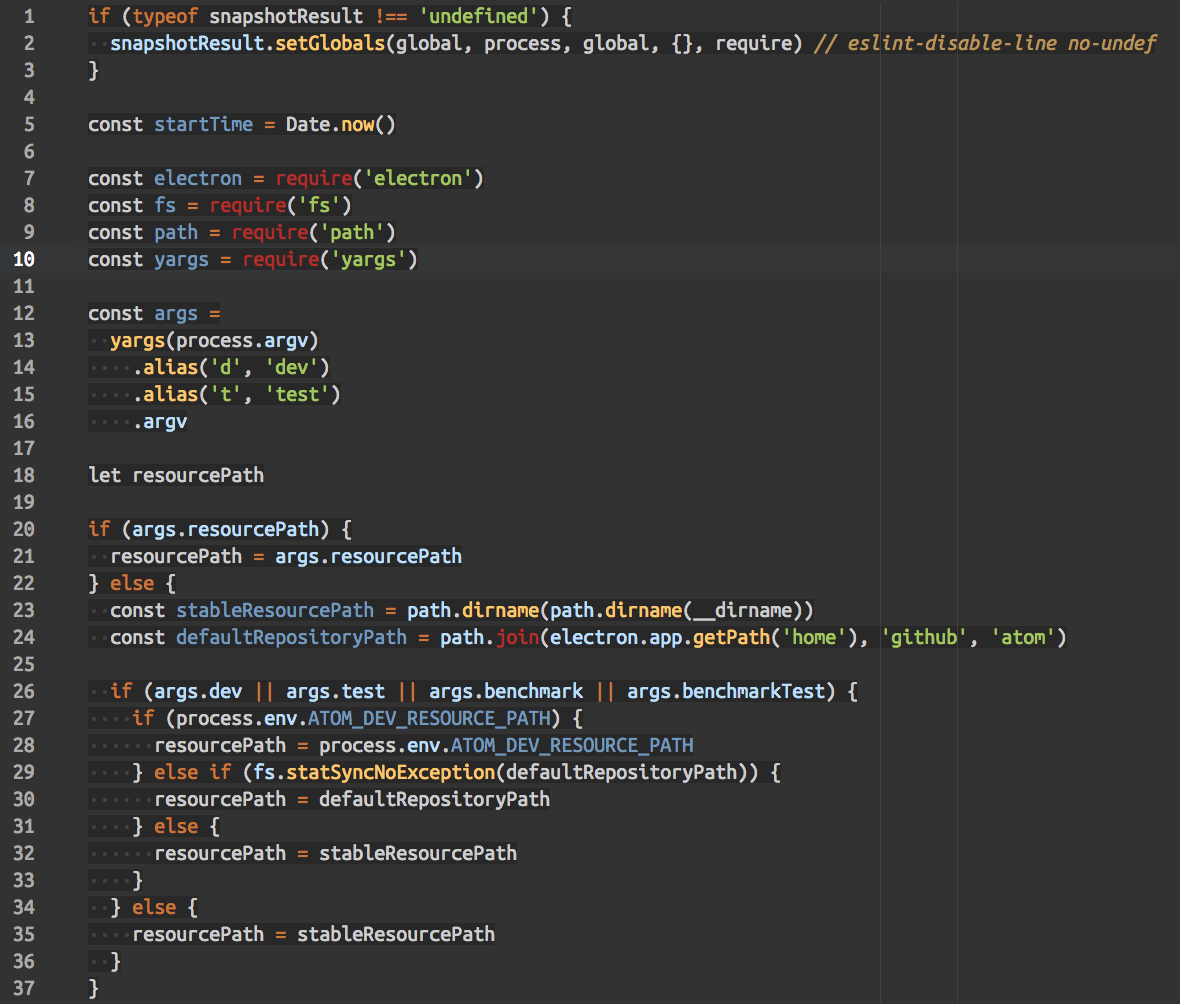 1 if (typeof snapshotResult !== 'undefined') {
2   snapshotResult.setGlobals(global, process, global, {}, require) // eslint-disable-line no-undef
3 }
4
5 const startTime = Date.now()
6
7 const electron = require('electron')
8 const fs = require('fs')
9 const path = require('path')
10 const yargs = require('yargs')
11
12 const args =
13   yargs(process.argv)
14     .alias('d', 'dev')
15     .alias('t', 'test')
16     .argv
17
18 let resourcePath
19
20 if (args.resourcePath) {
21   resourcePath = args.resourcePath
22 } else {
23   const stableResourcePath = path.dirname(path.dirname(__dirname))
24   const defaultRepositoryPath = path.join(electron.app.getPath('home'), 'github', 'atom')
25
26   if (args.dev || args.test || args.benchmark || args.benchmarkTest) {
27     if (process.env.ATOM_DEV_RESOURCE_PATH) {
28       resourcePath = process.env.ATOM_DEV_RESOURCE_PATH
29     } else if (fs.statSyncNoException(defaultRepositoryPath)) {
30       resourcePath = defaultRepositoryPath
31     } else {
32       resourcePath = stableResourcePath
33     }
34   } else {
35     resourcePath = stableResourcePath
36   }
37 }